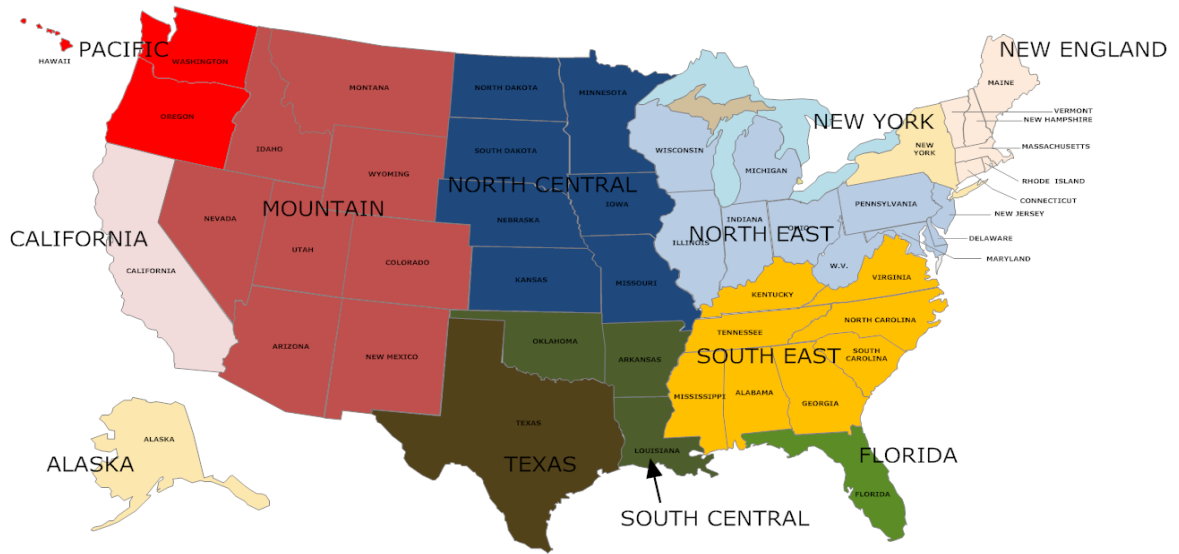 PACIFIC
HAWAII
WASHINGTON
OREGON
MONTANA
IDAHO
WYOMING
NEVADA
MOUNTAIN
UTAH
COLORADO
ARIZONA
NEW MEXICO
CALIFORNIA
CALIFORNIA
ALASKA
ALASKA
NORTH DAKOTA
MINNESOTA
SOUTH DAKOTA
NORTH CENTRAL
NEBRASKA
IOWA
KANSAS
MISSOURI
OKLAHOMA
ARKANSAS
TEXAS
TEXAS
LOUISIANA
SOUTH CENTRAL
WISCONSIN
MICHIGAN
ILLINOIS
INDIANA
OHIO
NORTH EAST
PENNSYLVANIA
W.V.
NEW JERSEY
DELAWARE
MARYLAND
NEW YORK
NEW
YORK
NEW ENGLAND
MAINE
VERMONT
NEW HAMPSHIRE
MASSACHUSETTS
RHODE ISLAND
CONNECTICUT
VIRGINIA
KENTUCKY
NORTH CAROLINA
TENNESSEE
SOUTH
CAROLINA
SOUTH EAST
MISSISSIPPI
ALABAMA
GEORGIA
FLORIDA
FLORIDA